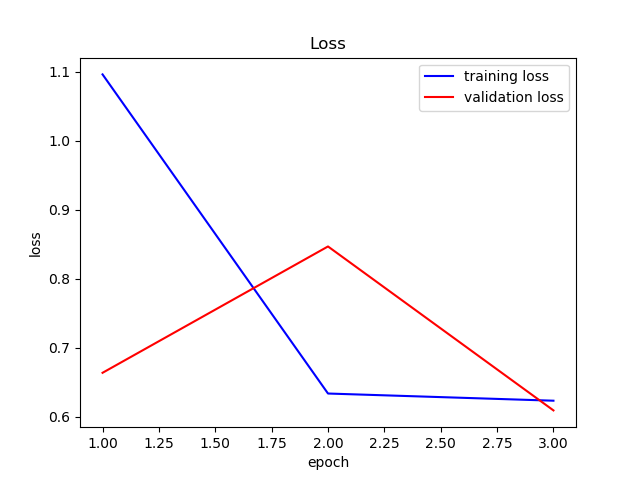 Loss
training loss
validation loss
1.1
1.0
0.9
0.8
0.7
0.6
loss
1.00 1.25 1.50 1.75 2.00 2.25 2.50 2.75 3.00
epoch